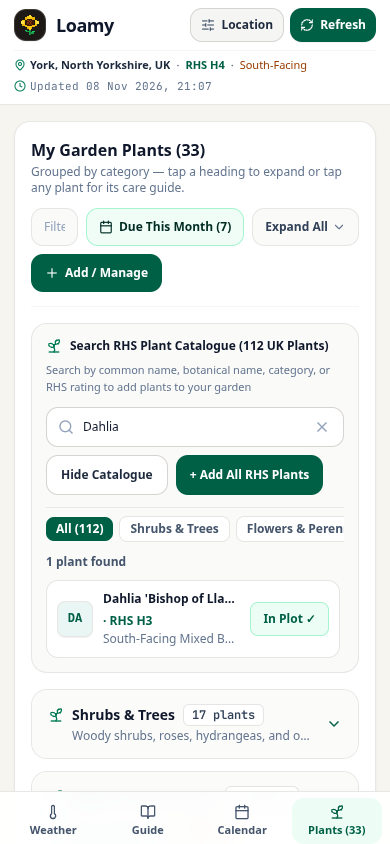 Loamy
Location
Refresh
York, North Yorkshire, UK · RHS H4 · South-Facing
Updated 08 Nov 2026, 21:07
My Garden Plants (33)
Grouped by category — tap a heading to expand or tap
any plant for its care guide.
Filte
Due This Month (7)
Expand All
+ Add / Manage
Search RHS Plant Catalogue (112 UK Plants)
Search by common name, botanical name, category, or
RHS rating to add plants to your garden
Dahlia
Hide Catalogue
+ Add All RHS Plants
All (112)
Shrubs & Trees
Flowers & Peren
1 plant found
DA
Dahlia 'Bishop of Lla...
· RHS H3
South-Facing Mixed B...
In Plot ✓
Shrubs & Trees
17 plants
Woody shrubs, roses, hydrangeas, and o...
Weather
Guide
Calendar
Plants (33)